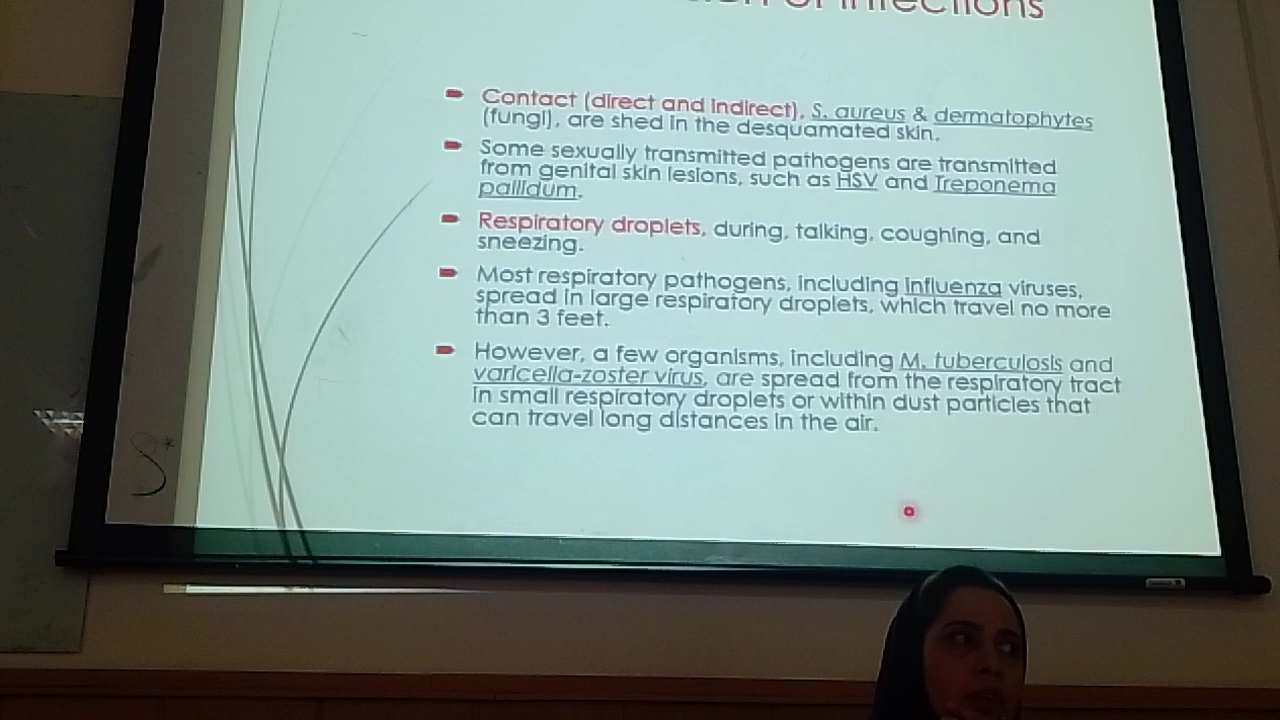 of infections
Contact (direct and indirect), S. aureus & dermatophytes
(fungi), are shed in the desquamated skin.
Some sexually transmitted pathogens are transmitted
from genital skin lesions, such as HSV and Treponema
pallidum.
Respiratory droplets, during, talking, coughing, and
sneezing.
Most respiratory pathogens, including influenza viruses,
spread in large respiratory droplets, which travel no more
than 3 feet.
However, a few organisms, including M. tuberculosis and
varicella-zoster virus, are spread from the respiratory tract
in small respiratory droplets or within dust particles that
can travel long distances in the air.